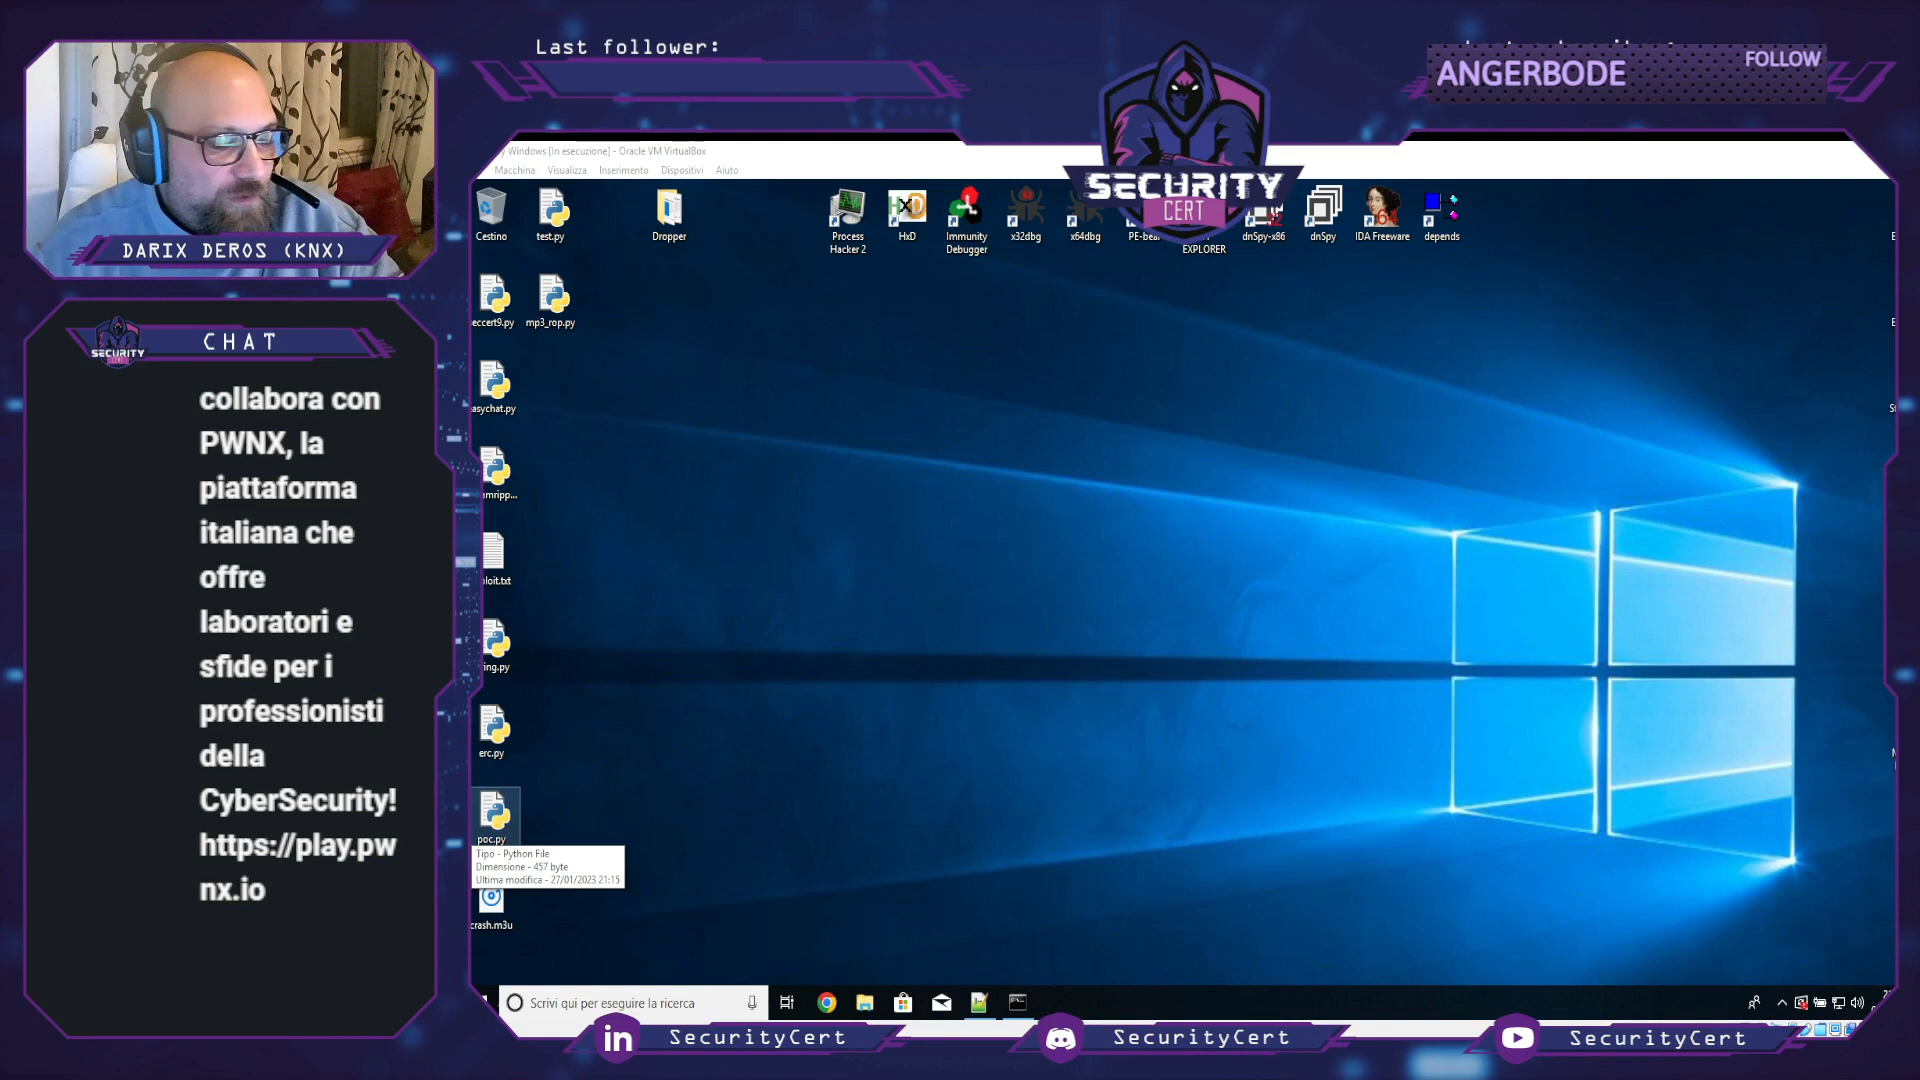 Last follower:
ANGERBODE
FOLLOW
SECURITY
CERT
DARIX DEROS (KNX)
CHAT
SECURITY
CERT
collabora con
PWNX, la
piattaforma
italiana che
offre
laboratori e
sfide per i
professionisti
della
CyberSecurity!
https://play.pw
nx.io
Windows [In esecuzione] - Oracle VM VirtualBox
Macchina Visualizza Inserimento Dispositivi Aiuto
Cestino
test.py
Dropper
Process
Hacker 2
HxD
Immunity
Debugger
x32dbg
x64dbg
PE-bea
EXPLORER
dnSpy-x86
dnSpy
IDA Freeware
depends
eccert9.py
mp3_rop.py
asychat.py
mripp...
loit.txt
ing.py
erc.py
poc.py
Tipo - Python File
Dimensione - 457 byte
Ultima modifica - 27/01/2023 21:15
crash.m3u
Scrivi qui per eseguire la ricerca
in
SecurityCert
SecurityCert
SecurityCert